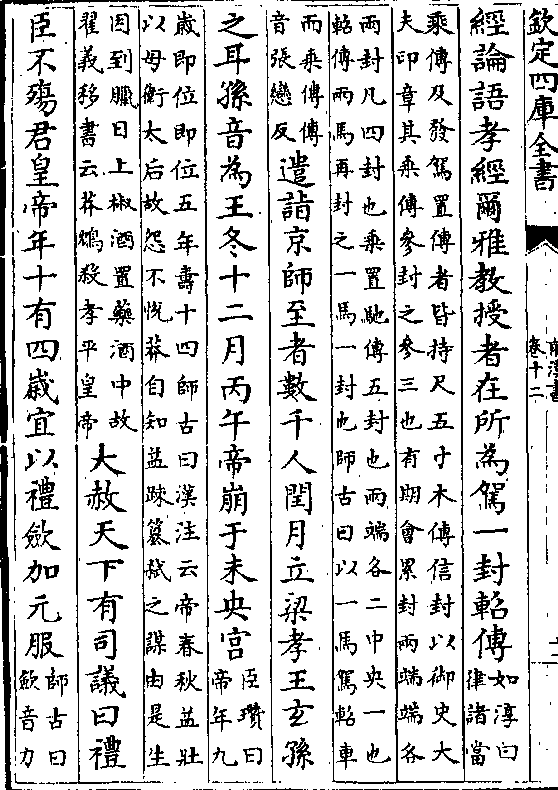 欽定四庫全書
卷十二
經論語孝經爾雅教授者在所為駕一封軺傳
如淳曰
律諸當
乘傳及發駕置傳者皆持尺五寸木傳信封以御史大
夫印章其乘傳參封之參三也有期會累封兩端端各
兩封凡四封也乘置馳傳五封也兩端各二中央一也
軺傳兩馬再封之一馬一封也師古曰以一馬駕軺車
而乘傳傳
音張戀反
遣詣京師至者數千人閏月立梁孝王玄孫
之耳孫音為王冬十二月丙午帝崩于未央宮
臣瓚曰
帝年九
歲即位即位五年壽十四師古曰漢注云帝春秋益壯
以母衛太后故怨不悅莽自知益疎篡弑之謀由是生
因到臘日上椒酒置藥酒中故
翟義移書云莽鴆殺孝平皇帝
大赦天下有司議曰禮
臣不殤君皇帝年十有四歲宜以禮斂加元服
師古曰
斂音力